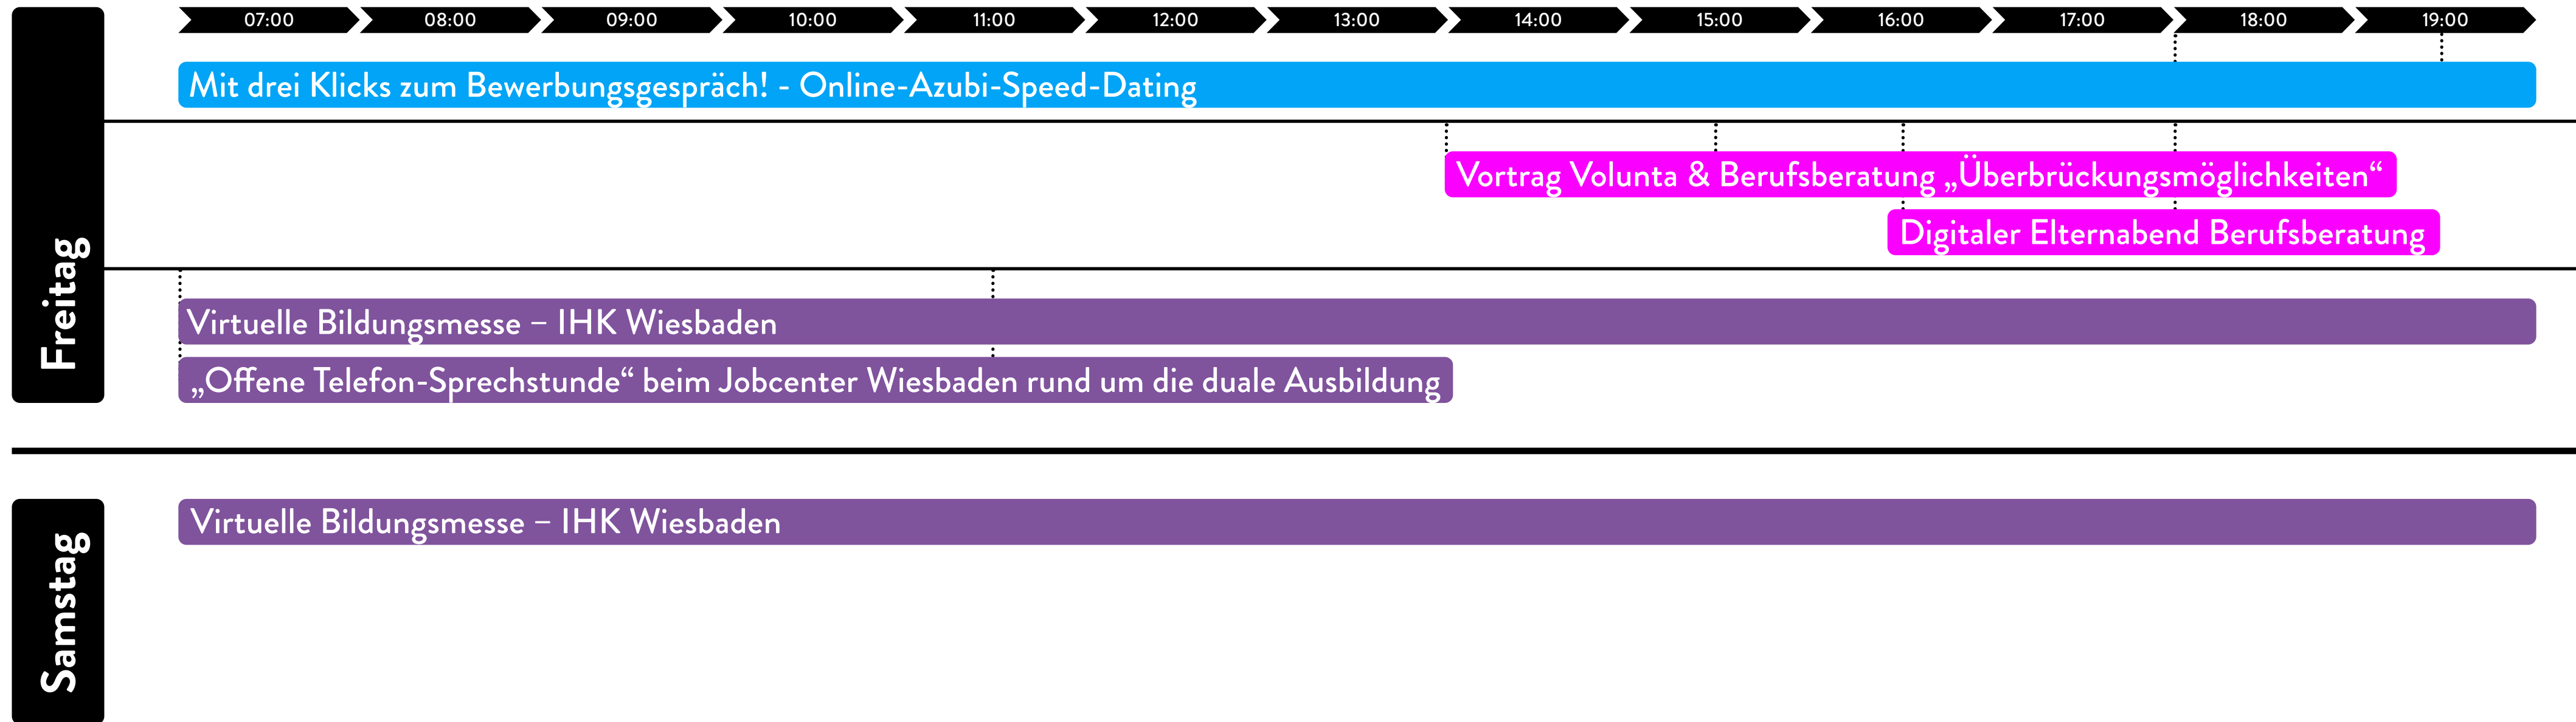 07:00 08:00 09:00 10:00 11:00 12:00 13:00 14:00 15:00 16:00 17:00 18:00 19:00
Freitag
Mit drei Klicks zum Bewerbungsgespräch! - Online-Azubi-Speed-Dating
Vortrag Volunta & Berufsberatung „Überbrückungsmöglichkeiten“
Digitaler Elternabend Berufsberatung
Virtuelle Bildungsmesse – IHK Wiesbaden
„Offene Telefon-Sprechstunde“ beim Jobcenter Wiesbaden rund um die duale Ausbildung
Samstag
Virtuelle Bildungsmesse – IHK Wiesbaden